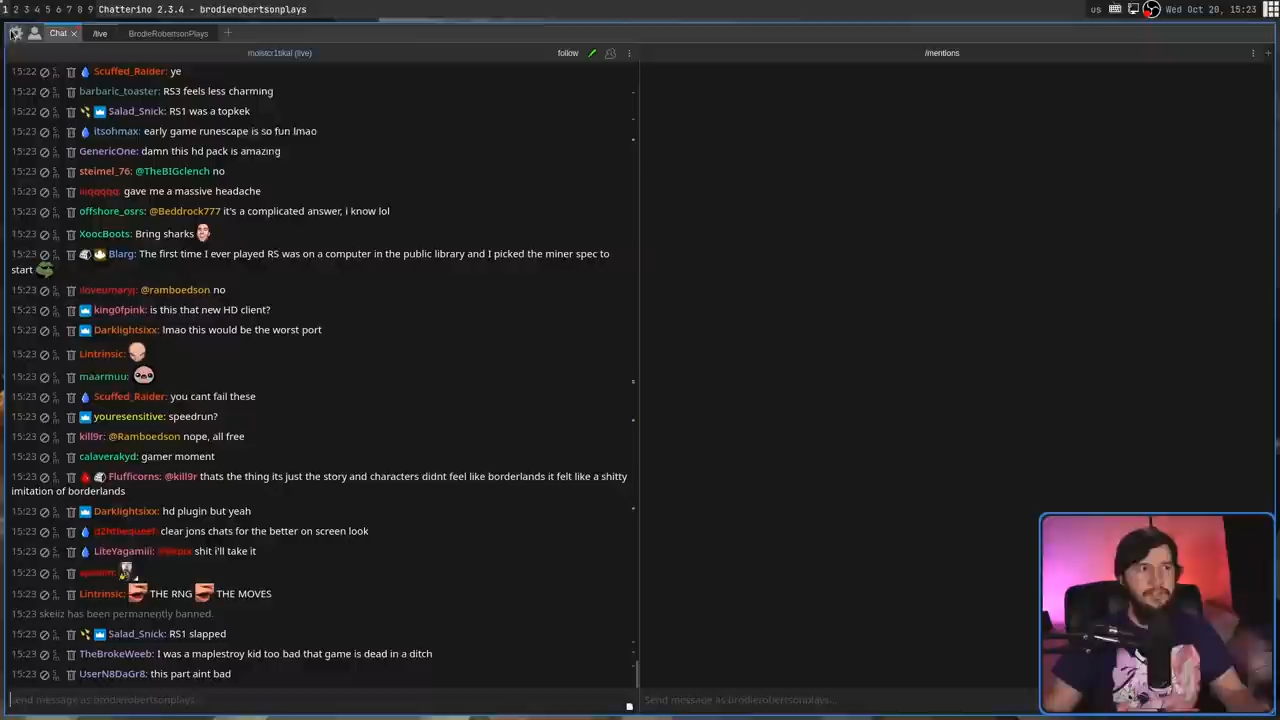 1 2 3 4 5 6 7 8 9 Chatterino 2.3.4 - brodierobertsonplays
us Wed Oct 20, 15:23
Chat /live BrodieRobertsonPlays
moistcr1tikal (live) follow
/mentions
15:22 Scuffed_Raider: ye
15:22 barbaric_toaster: RS3 feels less charming
15:22 Salad_Snick: RS1 was a topkek
15:23 itsohmax: early game runescape is so fun lmao
15:23 GenericOne: damn this hd pack is amazing
15:23 steimel_76: @TheBIGclench no
15:23 gave me a massive headache
15:23 offshore_osrs: @Beddrock777 it's a complicated answer, i know lol
15:23 XoocBoots: Bring sharks
15:23 Blarg: The first time I ever played RS was on a computer in the public library and I picked the miner spec to
start
15:23 @ramboedson no
15:23 king0fpink: is this that new HD client?
15:23 Darklightsixx: lmao this would be the worst port
15:23 Lintrinsic:
15:23 maarmuu:
15:23 Scuffed_Raider: you cant fail these
15:23 youresensitive: speedrun?
15:23 kill9r: @Ramboedson nope, all free
15:23 calaverakyd: gamer moment
15:23 Flufficorns: @kill9r thats the thing its just the story and characters didnt feel like borderlands it felt like a shitty
imitation of borderlands
15:23 Darklightsixx: hd plugin but yeah
15:23 clear jons chats for the better on screen look
15:23 LiteYagamiii: shit i'll take it
15:23
15:23 Lintrinsic: THE RNG THE MOVES
15:23 skeiiz has been permanently banned.
15:23 Salad_Snick: RS1 slapped
15:23 TheBrokeWeeb: I was a maplestroy kid too bad that game is dead in a ditch
15:23 UserN8DaGr8: this part aint bad
Send message as brodierobertsonplays...
Send message as brodierobertsonplays...